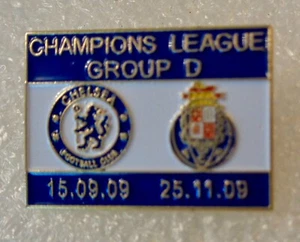 CHAMPIONS LEAGUE
GROUP D
CHELSEA
FOOTBALL CLUB
15.09.09 25.11.09